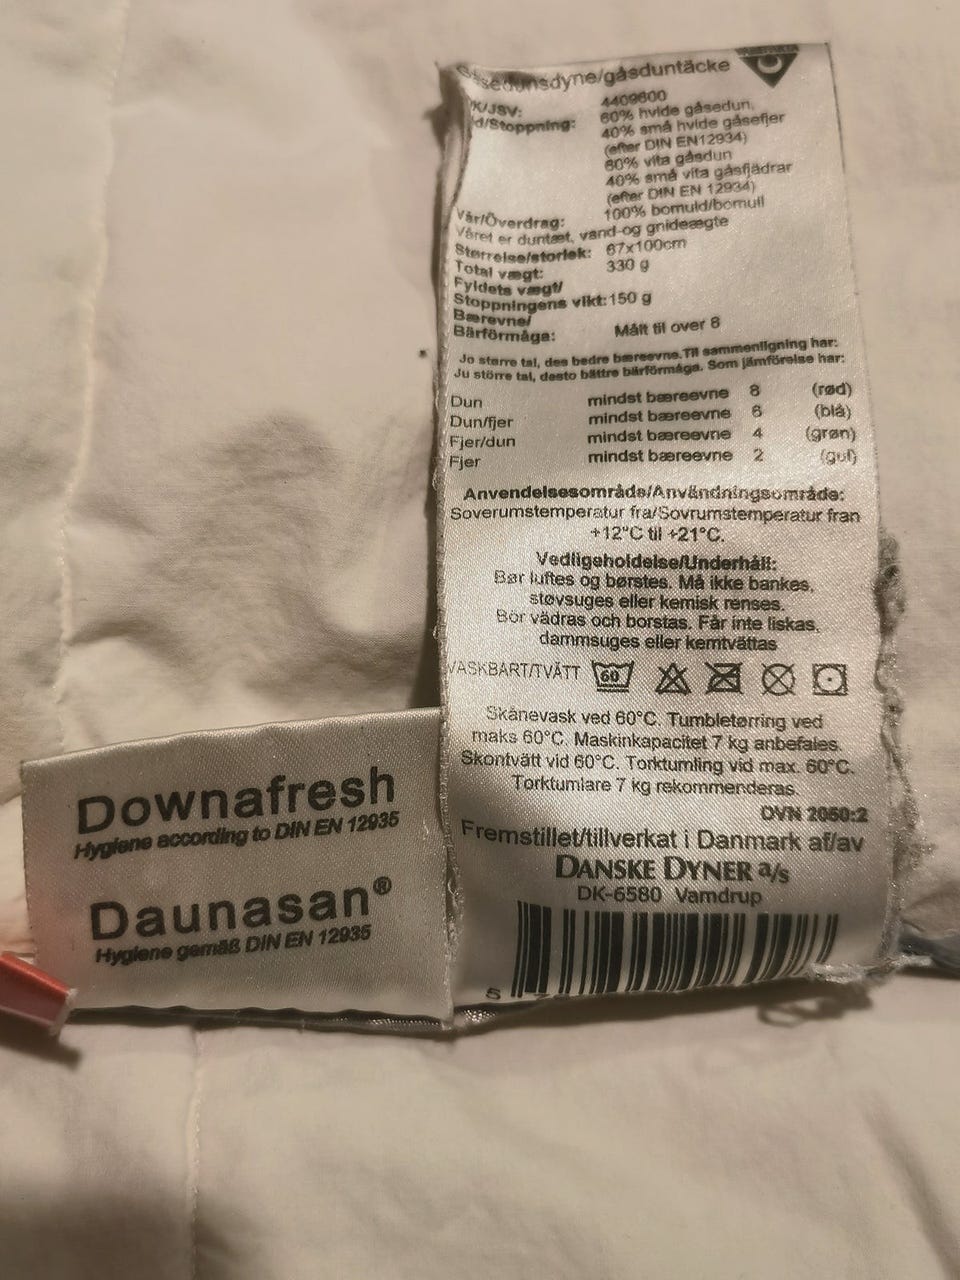 sedunsdyne/gåsduntäcke
K/JSV: 4409600
d/Stoppning: 60% hvide gåsedun,
40% små hvide gåsefjer
(efter DIN EN12934)
60% vita gåsdun
40% små vita gåsfjädrar
(efter DIN EN 12934)
Vår/Överdrag: 100% bomuld/bomull
Våret er duntæt, vand-og gnideægte
Størrelse/storlek: 67x100cm
Total vægt: 330 g
Fyldets vægt/
Stoppningens vikt: 150 g
Bæreevne/
Bärförmåga: Målt til over 8
Jo større tal, des bedre bæreevne. Til sammenligning har:
Ju större tal, desto bättre bärförmåga. Som jämförelse har:
Dun mindst bæreevne 8 (rød)
Dun/fjer mindst bæreevne 6 (blå)
Fjer/dun mindst bæreevne 4 (grøn)
Fjer mindst bæreevne 2 (gul)
Anvendelsesområde/Användningsområde:
Soverumstemperatur fra/Sovrumstemperatur fran
+12°C til +21°C.
Vedligeholdelse/Underhåll:
Bør luftes og børstes. Må ikke bankes,
støvsuges eller kemisk renses.
Bör vädras och borstas. Får inte liskas,
dammsuges eller kemtvättas
VASKBART/TVÄTT 60
Skånevask ved 60°C. Tumbletørring ved
maks 60°C. Maskinkapacitet 7 kg anbefales.
Skontvätt vid 60°C. Torktumling vid max. 60°C.
Torktumlare 7 kg rekommenderas.
DVN 2050:2
Fremstillet/tillverkat i Danmark af/av
DANSKE DYNER a/s
DK-6580 Vamdrup
5
Downafresh
Hygiene according to DIN EN 12935
Daunasan®
Hygiene gemäß DIN EN 12935